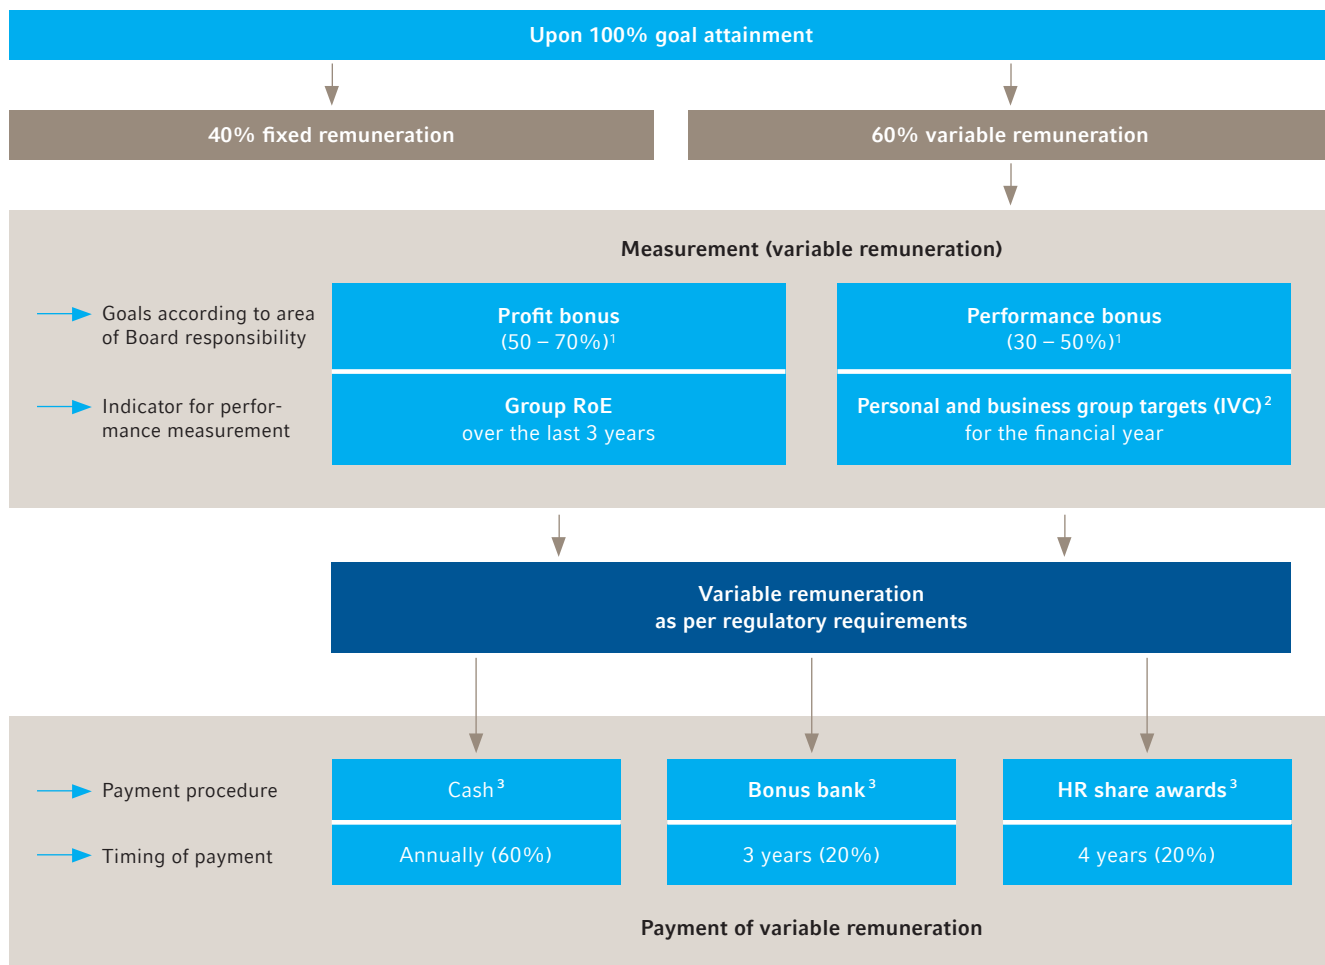 Upon 100% goal attainment
40% fixed remuneration
60% variable remuneration
Measurement (variable remuneration)
Goals according to area
of Board responsibility
Profit bonus
(50 – 70%)¹
Performance bonus
(30 – 50%)¹
Indicator for perfor-
mance measurement
Group RoE
over the last 3 years
Personal and business group targets (IVC)²
for the financial year
Variable remuneration
as per regulatory requirements
Payment procedure
Cash³
Bonus bank³
HR share awards³
Timing of payment
Annually (60%)
3 years (20%)
4 years (20%)
Payment of variable remuneration